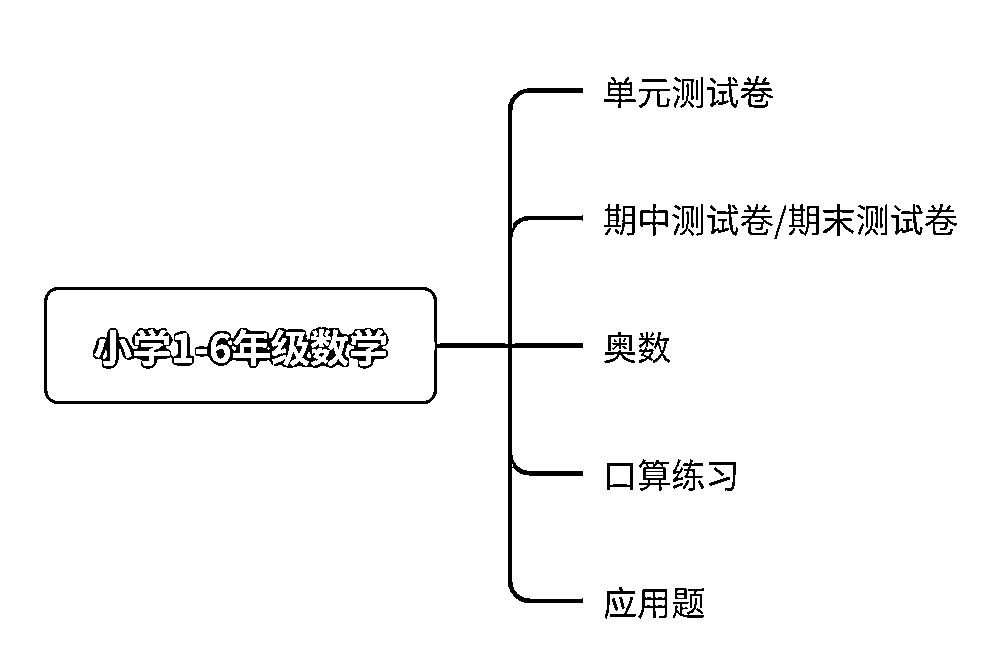 单元测试卷
期中测试卷/期末测试卷
小学1-6年级数学
奥数
口算练习
应用题